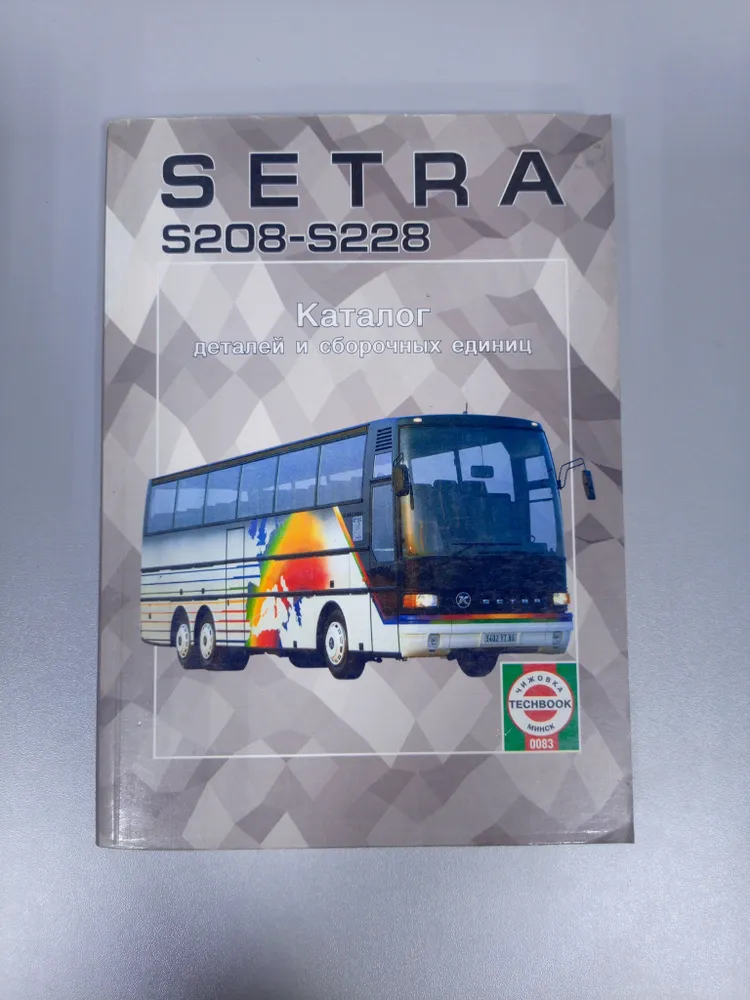 SETRA
S208-S228
Каталог
деталей и сборочных единиц
SETRA
ЧИЖОВКА
TECHBOOK
МИНСК
0083